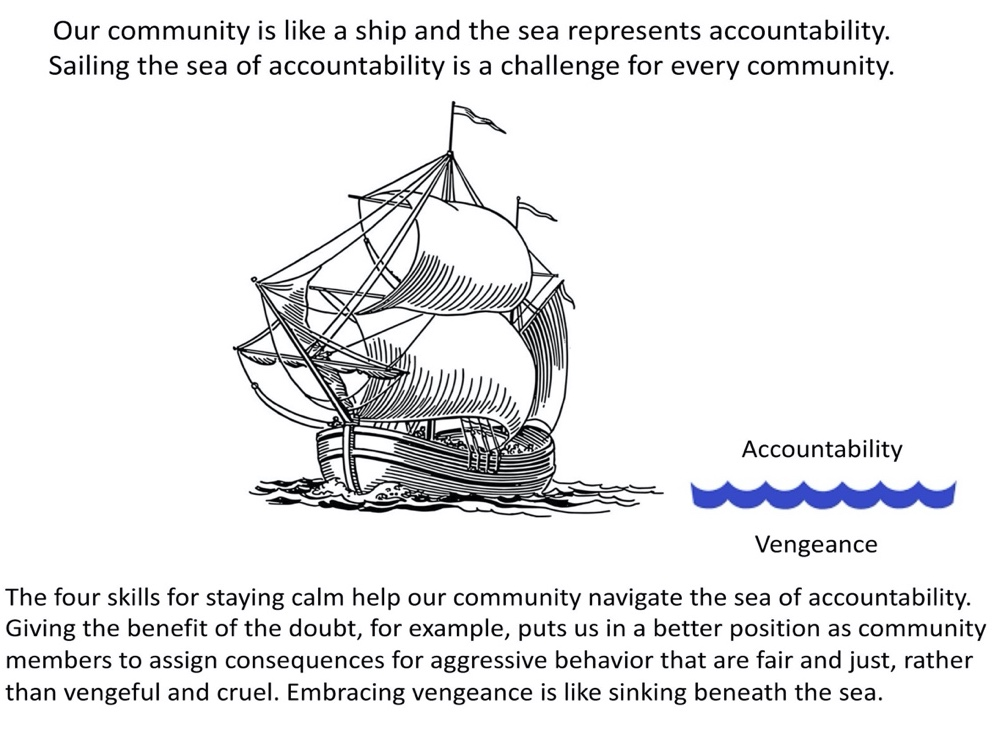 Our community is like a ship and the sea represents accountability.
Sailing the sea of accountability is a challenge for every community.
Accountability
Vengeance
The four skills for staying calm help our community navigate the sea of accountability.
Giving the benefit of the doubt, for example, puts us in a better position as community
members to assign consequences for aggressive behavior that are fair and just, rather
than vengeful and cruel. Embracing vengeance is like sinking beneath the sea.